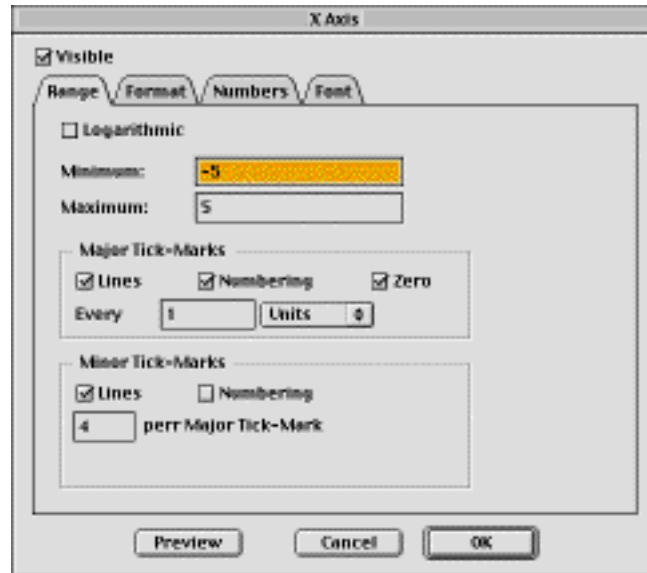 X Axis
Visible
Range Format Numbers Font
Logarithmic
Minimum: -5
Maximum: 5
Major Tick-Marks
Lines Numbering Zero
Every 1 Units
Minor Tick-Marks
Lines Numbering
4 perr Major Tick-Mark
Preview Cancel OK